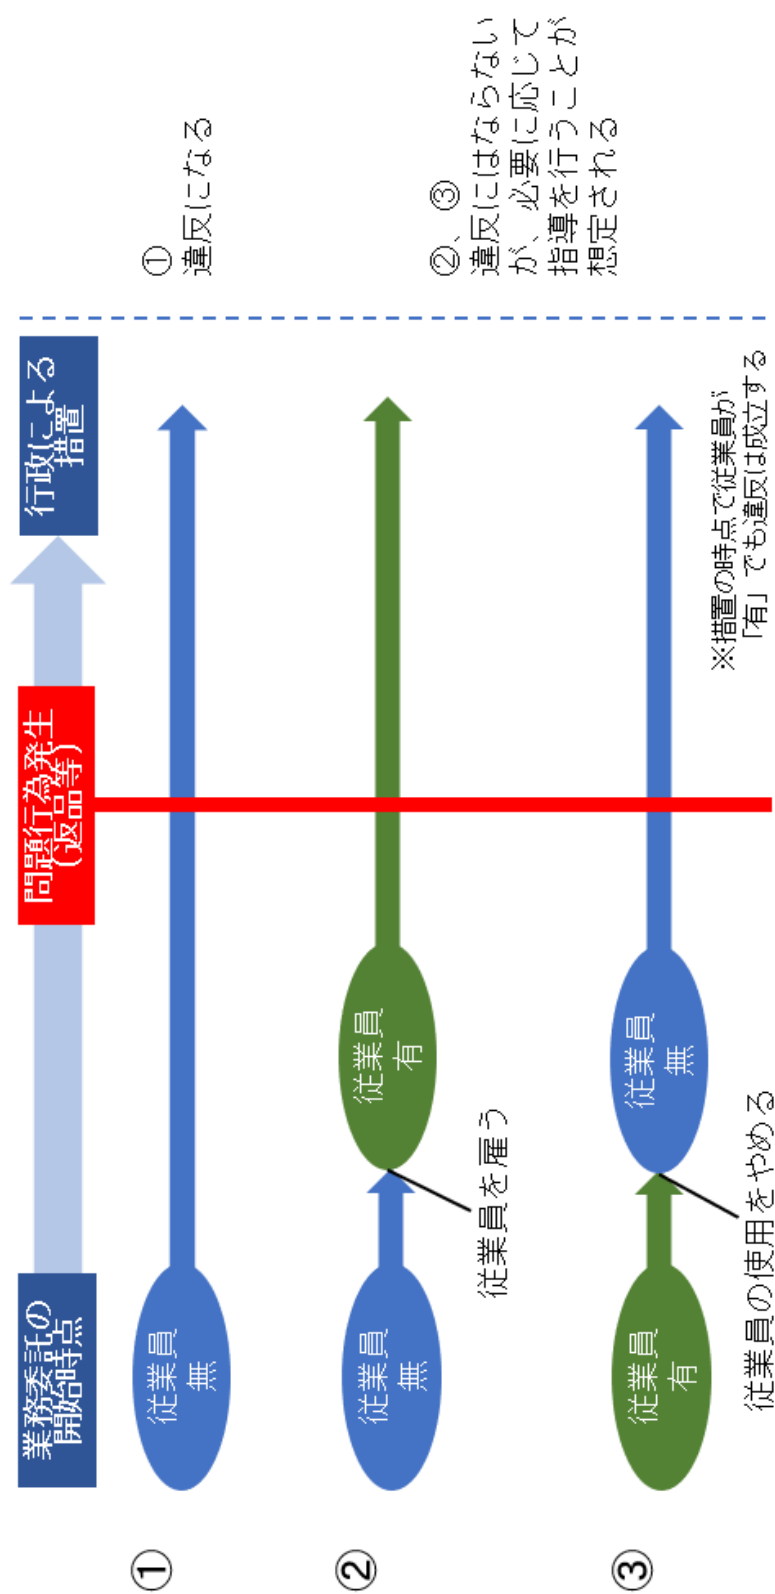 業務委託の
開始時点
問題行為発生
（返品等）
行政による
措置
①
従業員
無
①
違反になる
②
従業員
無
従業員を雇う
従業員
有
②、③
違反にはならない
が、必要に応じて
指導を行うことが
想定される
③
従業員
有
従業員の使用をやめる
従業員
無
※措置の時点で従業員が
「有」でも違反は成立する